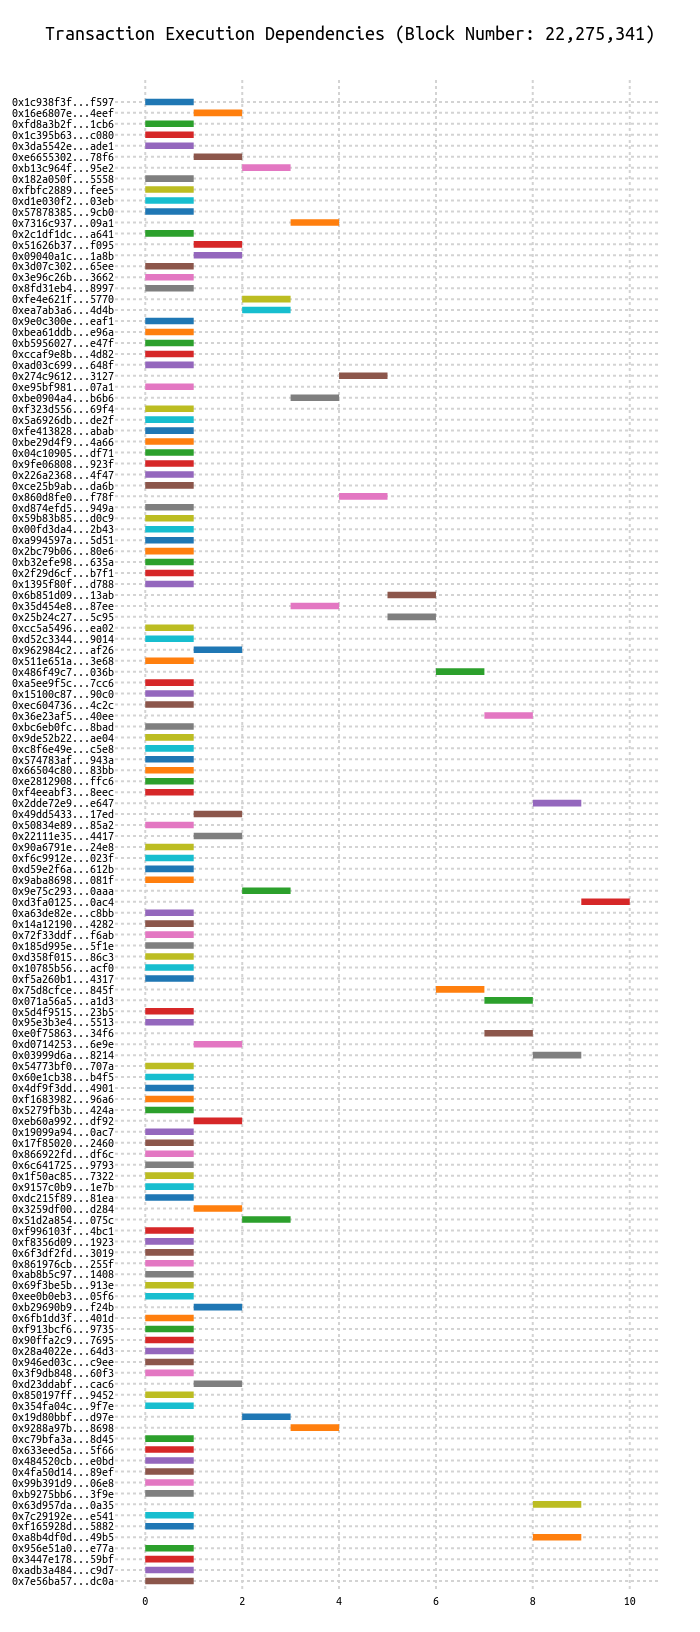 Transaction Execution Dependencies (Block Number: 22,275,341)
0x1c938f3f...f597
0x16e6807e...4eef
0xfd8a3b2f...1cb6
0x1c395b63...c080
0x3da5542e...ade1
0xe6655302...78f6
0xb13c964f...95e2
0x182a050f...5558
0xfbfc2889...fee5
0xd1e030f2...03eb
0x57878385...9cb0
0x7316c937...09a1
0x2c1df1dc...a641
0x51626b37...f095
0x09040a1c...1a8b
0x3d07c302...65ee
0x3e96c26b...3662
0x8fd31eb4...8997
0xfe4e621f...5770
0xea7ab3a6...4d4b
0x9e0c300e...eaf1
0xbea61ddb...e96a
0xb5956027...e47f
0xccaf9e8b...4d82
0xad03c699...648f
0x274c9612...3127
0xe95bf981...07a1
0xbe0904a4...b6b6
0xf323d556...69f4
0x5a6926db...de2f
0xfe413828...abab
0xbe29d4f9...4a66
0x04c10905...df71
0x9fe06808...923f
0x226a2368...4f47
0xce25b9ab...da6b
0x860d8fe0...f78f
0xd874efd5...949a
0x59b83b85...d0c9
0x00fd3da4...2b43
0xa994597a...5d51
0x2bc79b06...80e6
0xb32efe98...635a
0x2f29d6cf...b7f1
0x1395f80f...d788
0x6b851d09...13ab
0x35d454e8...87ee
0x25b24c27...5c95
0xcc5a5496...ea02
0xd52c3344...9014
0x962984c2...af26
0x511e651a...3e68
0x486f49c7...036b
0xa5ee9f5c...7cc6
0x15100c87...90c0
0xec604736...4c2c
0x36e23af5...40ee
0xbc6eb0fc...8bad
0x9de52b22...ae04
0xc8f6e49e...c5e8
0x574783af...943a
0x66504c80...83bb
0xe2812908...ffc6
0xf4eeabf3...8eec
0x2dde72e9...e647
0x49dd5433...17ed
0x50834e89...85a2
0x22111e35...4417
0x90a6791e...24e8
0xf6c9912e...023f
0xd59e2f6a...612b
0x9aba8698...081f
0x9e75c293...0aaa
0xd3fa0125...0ac4
0xa63de82e...c8bb
0x14a12190...4282
0x72f33ddf...f6ab
0x185d995e...5f1e
0xd358f015...86c3
0x10785b56...acf0
0xf5a260b1...4317
0x75d8cfce...845f
0x071a56a5...a1d3
0x5d4f9515...23b5
0x95e3b3e4...5513
0xe0f75863...34f6
0xd0714253...6e9e
0x03999d6a...8214
0x54773bf0...707a
0x60e1cb38...b4f5
0x4df9f3dd...4901
0xf1683982...96a6
0x5279fb3b...424a
0xeb60a992...df92
0x19099a94...0ac7
0x17f85020...2460
0x866922fd...df6c
0x6c641725...9793
0x1f50ac85...7322
0x9157c0b9...1e7b
0xdc215f89...81ea
0x3259df00...d284
0x51d2a854...075c
0xf996103f...4bc1
0xf8356d09...1923
0x6f3df2fd...3019
0x861976cb...255f
0xab8b5c97...1408
0x69f3be5b...913e
0xee0b0eb3...05f6
0xb29690b9...f24b
0x6fb1dd3f...401d
0xf913bcf6...9735
0x90ffa2c9...7695
0x28a4022e...64d3
0x946ed03c...c9ee
0x3f9db848...60f3
0xd23ddabf...cac6
0x850197ff...9452
0x354fa04c...9f7e
0x19d80bbf...d97e
0x9288a97b...8698
0xc79bfa3a...8d45
0x633eed5a...5f66
0x484520cb...e0bd
0x4fa50d14...89ef
0x99b391d9...06e8
0xb9275bb6...3f9e
0x63d957da...0a35
0x7c29192e...e541
0xf165928d...5882
0xa8b4df0d...49b5
0x956e51a0...e77a
0x3447e178...59bf
0xadb3a484...c9d7
0x7e56ba57...dc0a
0 2 4 6 8 10